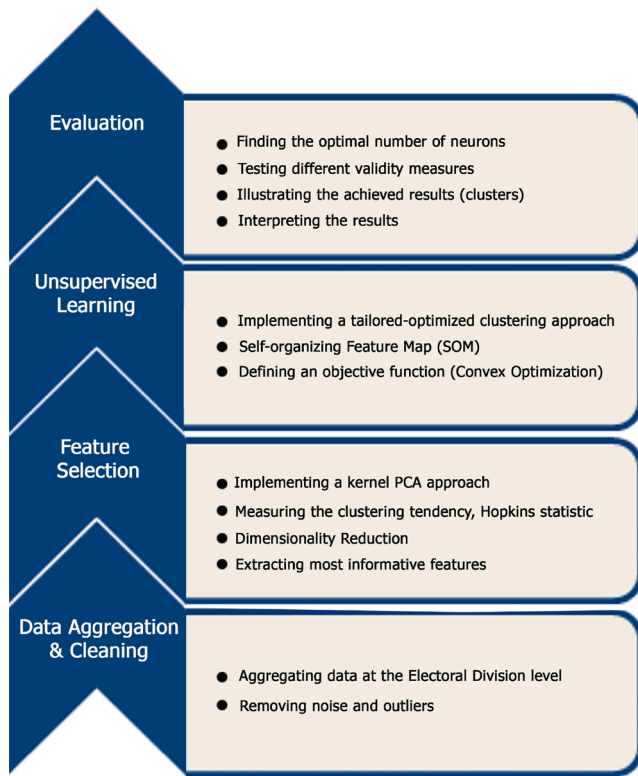 Evaluation
● Finding the optimal number of neurons
● Testing different validity measures
● Illustrating the achieved results (clusters)
● Interpreting the results
Unsupervised
Learning
● Implementing a tailored-optimized clustering approach
● Self-organizing Feature Map (SOM)
● Defining an objective function (Convex Optimization)
Feature
Selection
● Implementing a kernel PCA approach
● Measuring the clustering tendency, Hopkins statistic
● Dimensionality Reduction
● Extracting most informative features
Data Aggregation
& Cleaning
● Aggregating data at the Electoral Division level
● Removing noise and outliers